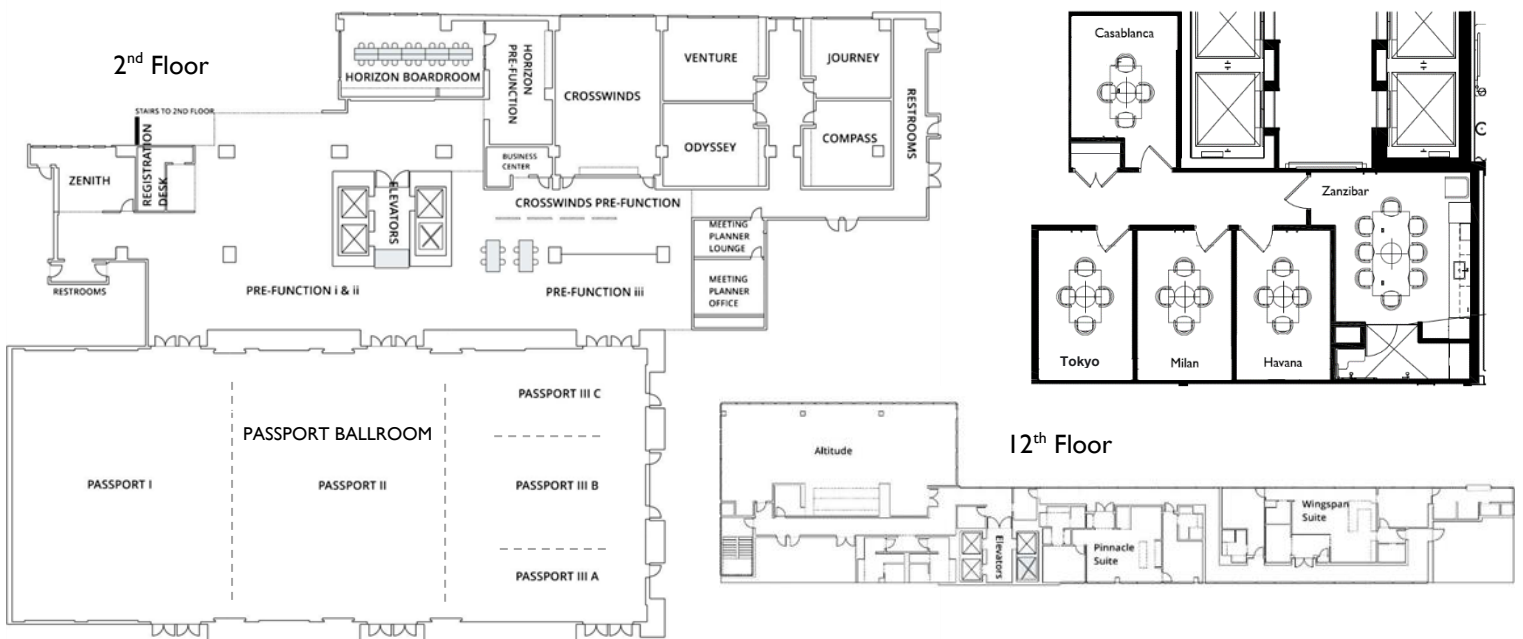 2nd Floor
HORIZON BOARDROOM
HORIZON
PRE-FUNCTION
CROSSWINDS
VENTURE
JOURNEY
ODYSSEY
COMPASS
RESTROOMS
STAIRS TO 2ND FLOOR
ZENITH
REGISTRATION
DESK
BUSINESS
CENTER
ELEVATORS
CROSSWINDS PRE-FUNCTION
MEETING
PLANNER
LOUNGE
MEETING
PLANNER
OFFICE
RESTROOMS
PRE-FUNCTION i & ii
PRE-FUNCTION iii
PASSPORT BALLROOM
PASSPORT I
PASSPORT II
PASSPORT III C
PASSPORT III B
PASSPORT III A
Casablanca
Zanzibar
Tokyo
Milan
Havana
12th Floor
Altitude
Elevators
Pinnacle
Suite
Wingspan
Suite